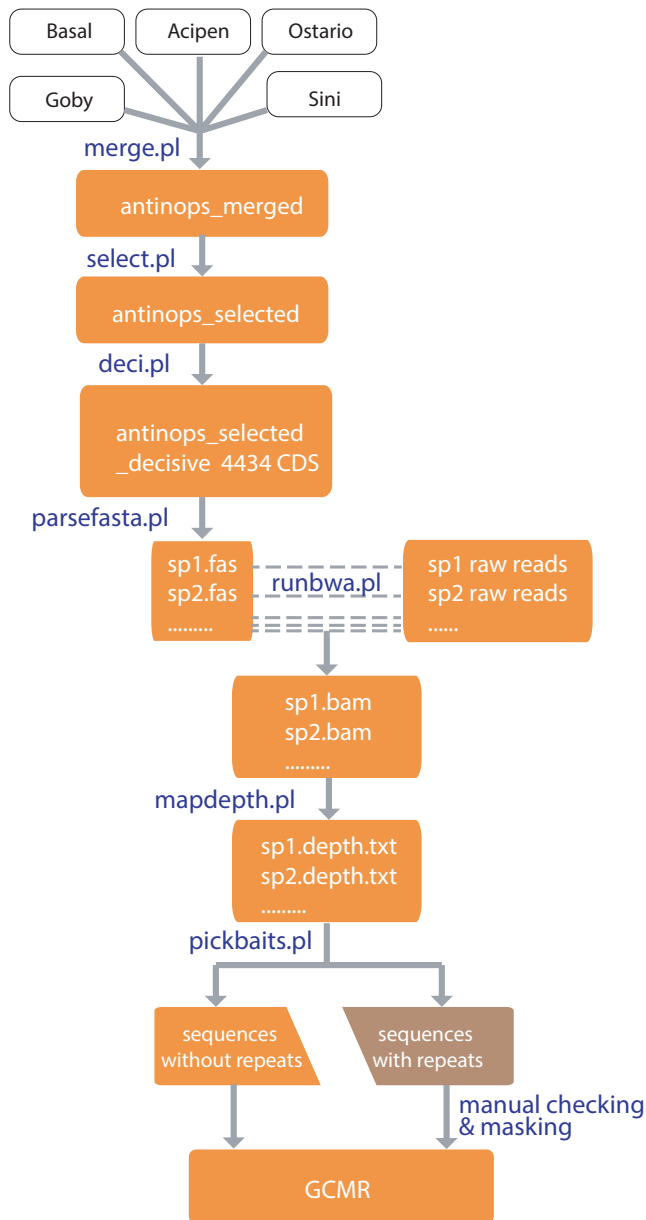 Basal
Acipen
Ostario
Goby
Sini
merge.pl
antinops_merged
select.pl
antinops_selected
deci.pl
antinops_selected
_decisive 4434 CDS
parsefasta.pl
sp1.fas
sp2.fas
.........
runbwa.pl
sp1 raw reads
sp2 raw reads
......
sp1.bam
sp2.bam
.........
mapdepth.pl
sp1.depth.txt
sp2.depth.txt
.........
pickbaits.pl
sequences
without repeats
sequences
with repeats
manual checking
& masking
GCMR